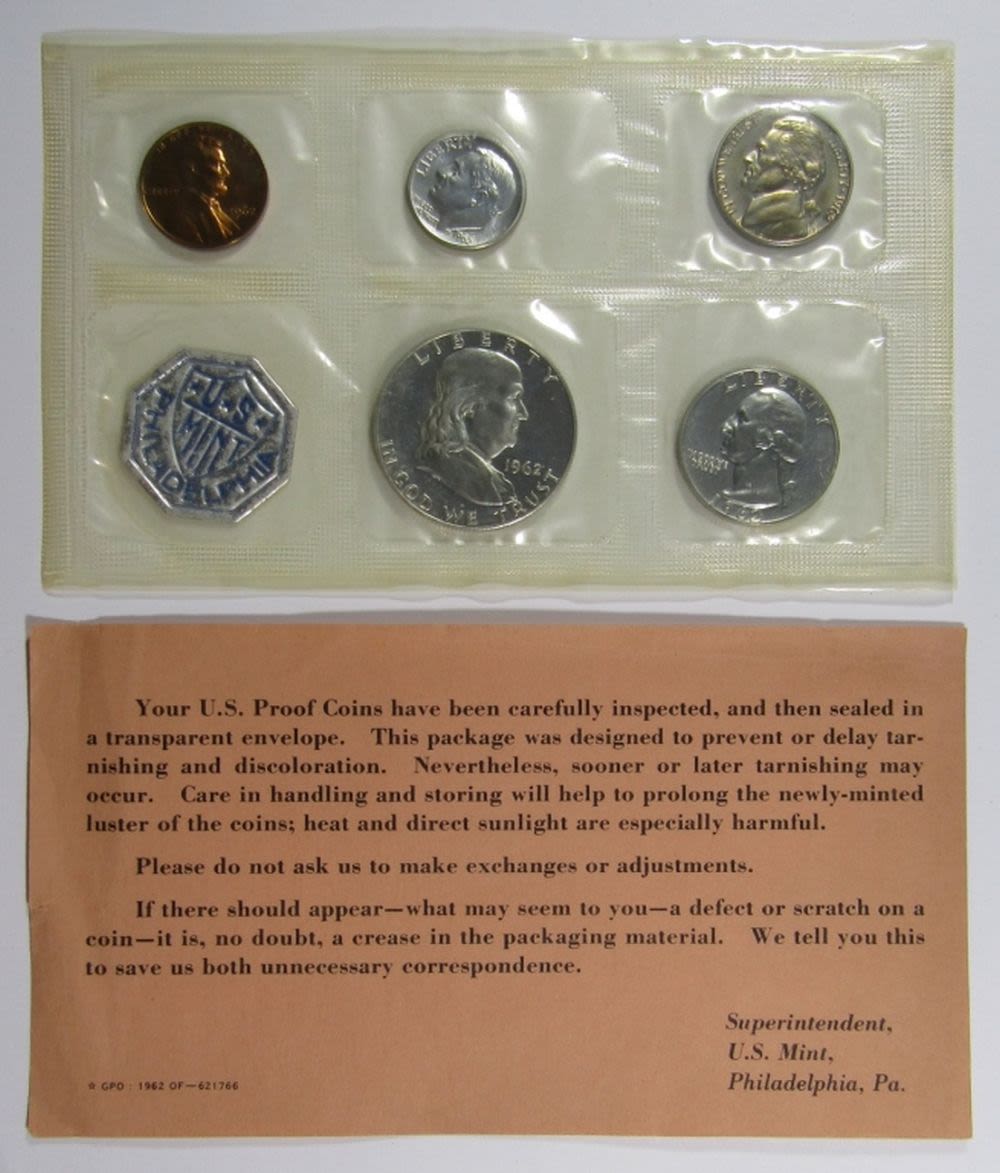 LIBERTY
1962
LIBERTY
U.S.
MINT
PHILADELPHIA
LIBERTY
1962
IN GOD WE TRUST
LIBERTY
Your U.S. Proof Coins have been carefully inspected, and then sealed in
a transparent envelope. This package was designed to prevent or delay tar-
nishing and discoloration. Nevertheless, sooner or later tarnishing may
occur. Care in handling and storing will help to prolong the newly-minted
luster of the coins; heat and direct sunlight are especially harmful.
Please do not ask us to make exchanges or adjustments.
If there should appear—what may seem to you—a defect or scratch on a
coin—it is, no doubt, a crease in the packaging material. We tell you this
to save us both unnecessary correspondence.
Superintendent,
U.S. Mint,
Philadelphia, Pa.
☆ GPO : 1962 OF—621766